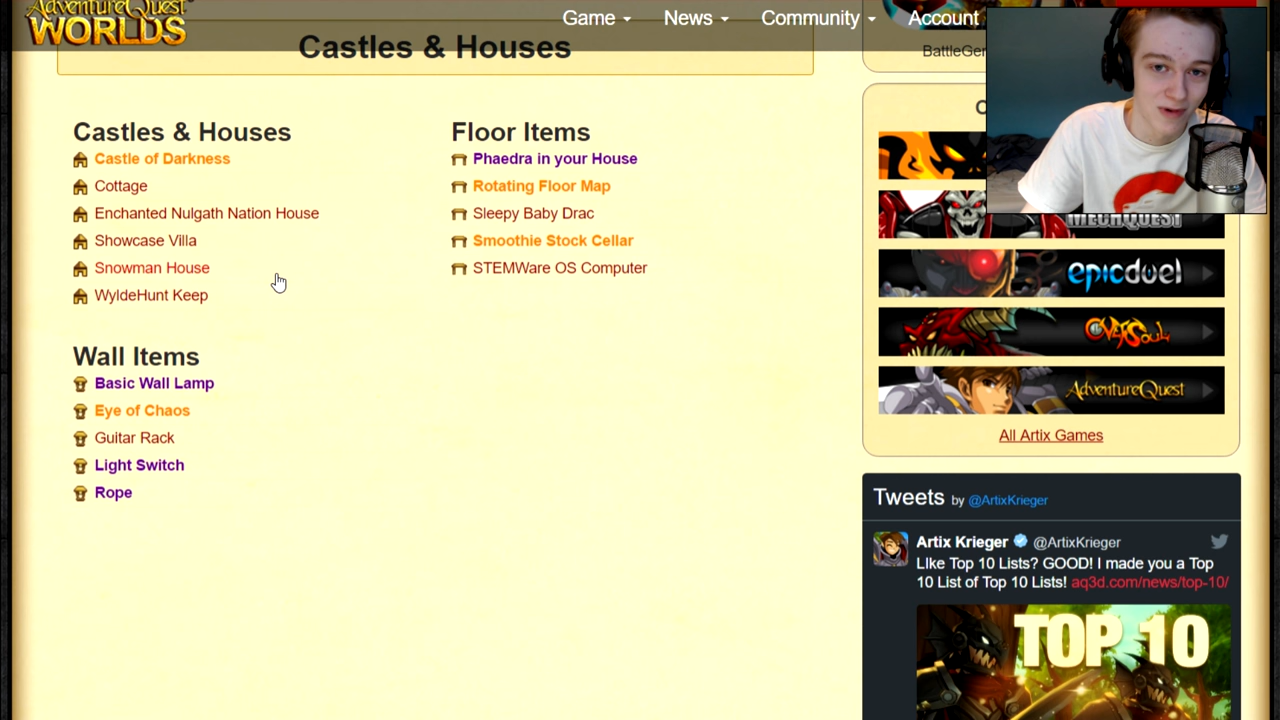 AdventureQuest
WORLDS
Game
News
Community
Account
Castles & Houses
Castles & Houses
Castle of Darkness
Cottage
Enchanted Nulgath Nation House
Showcase Villa
Snowman House
WyldeHunt Keep
Wall Items
Basic Wall Lamp
Eye of Chaos
Guitar Rack
Light Switch
Rope
Floor Items
Phaedra in your House
Rotating Floor Map
Sleepy Baby Drac
Smoothie Stock Cellar
STEMWare OS Computer
MECHQUEST
epicduel
OVERSOUL
AdventureQuest
All Artix Games
Tweets by @ArtixKrieger
Artix Krieger @ArtixKrieger
LIke Top 10 Lists? GOOD! I made you a Top
10 List of Top 10 Lists! aq3d.com/news/top-10/
TOP 10